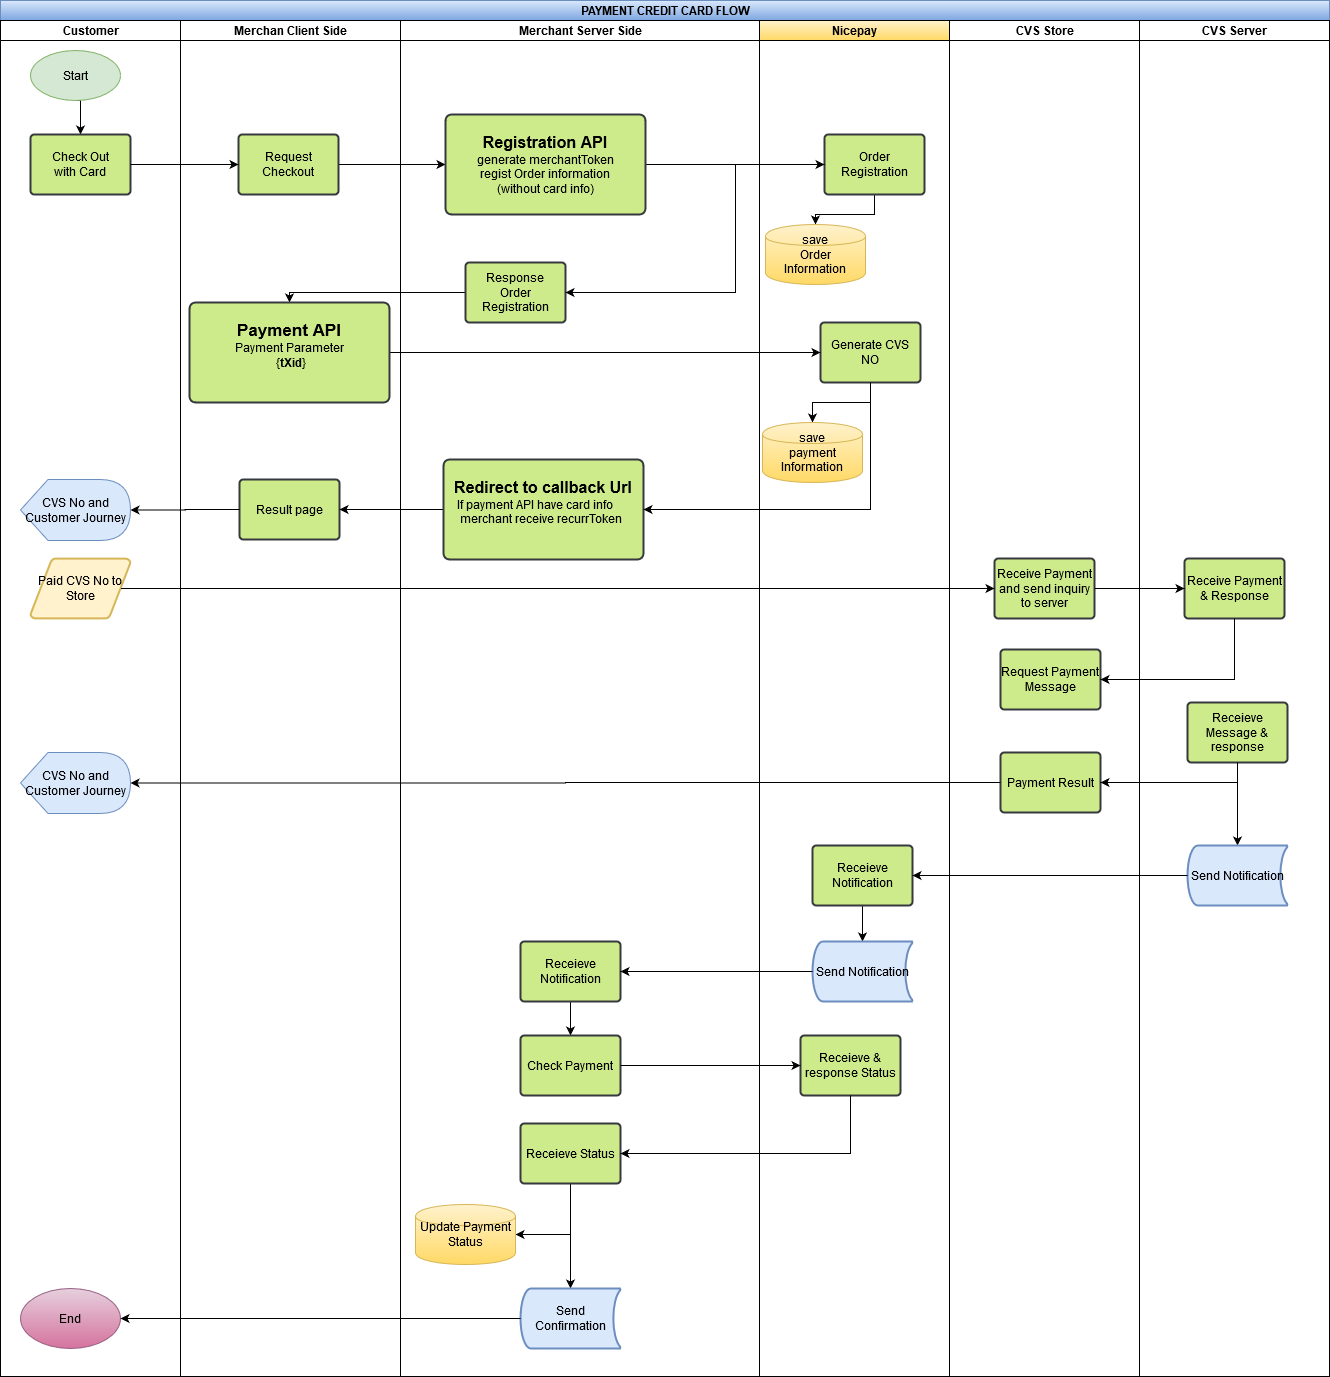 PAYMENT CREDIT CARD FLOW
Customer
Merchan Client Side
Merchant Server Side
Nicepay
CVS Store
CVS Server
Start
Check Out
with Card
Request
Checkout
Registration API
generate merchantToken
regist Order information
(without card info)
Order
Registration
save
Order
Information
Response
Order
Registration
Payment API
Payment Parameter
{tXid}
Generate CVS
NO
save
payment
Information
Redirect to callback Url
If payment API have card info
merchant receive recurrToken
Result page
CVS No and
Customer Journey
Paid CVS No to
Store
Receive Payment
and send inquiry
to server
Receive Payment
& Response
Request Payment
Message
Receieve
Message &
response
Payment Result
CVS No and
Customer Journey
Send Notification
Receieve
Notification
Send Notification
Receieve
Notification
Check Payment
Receieve &
response Status
Receieve Status
Update Payment
Status
Send
Confirmation
End